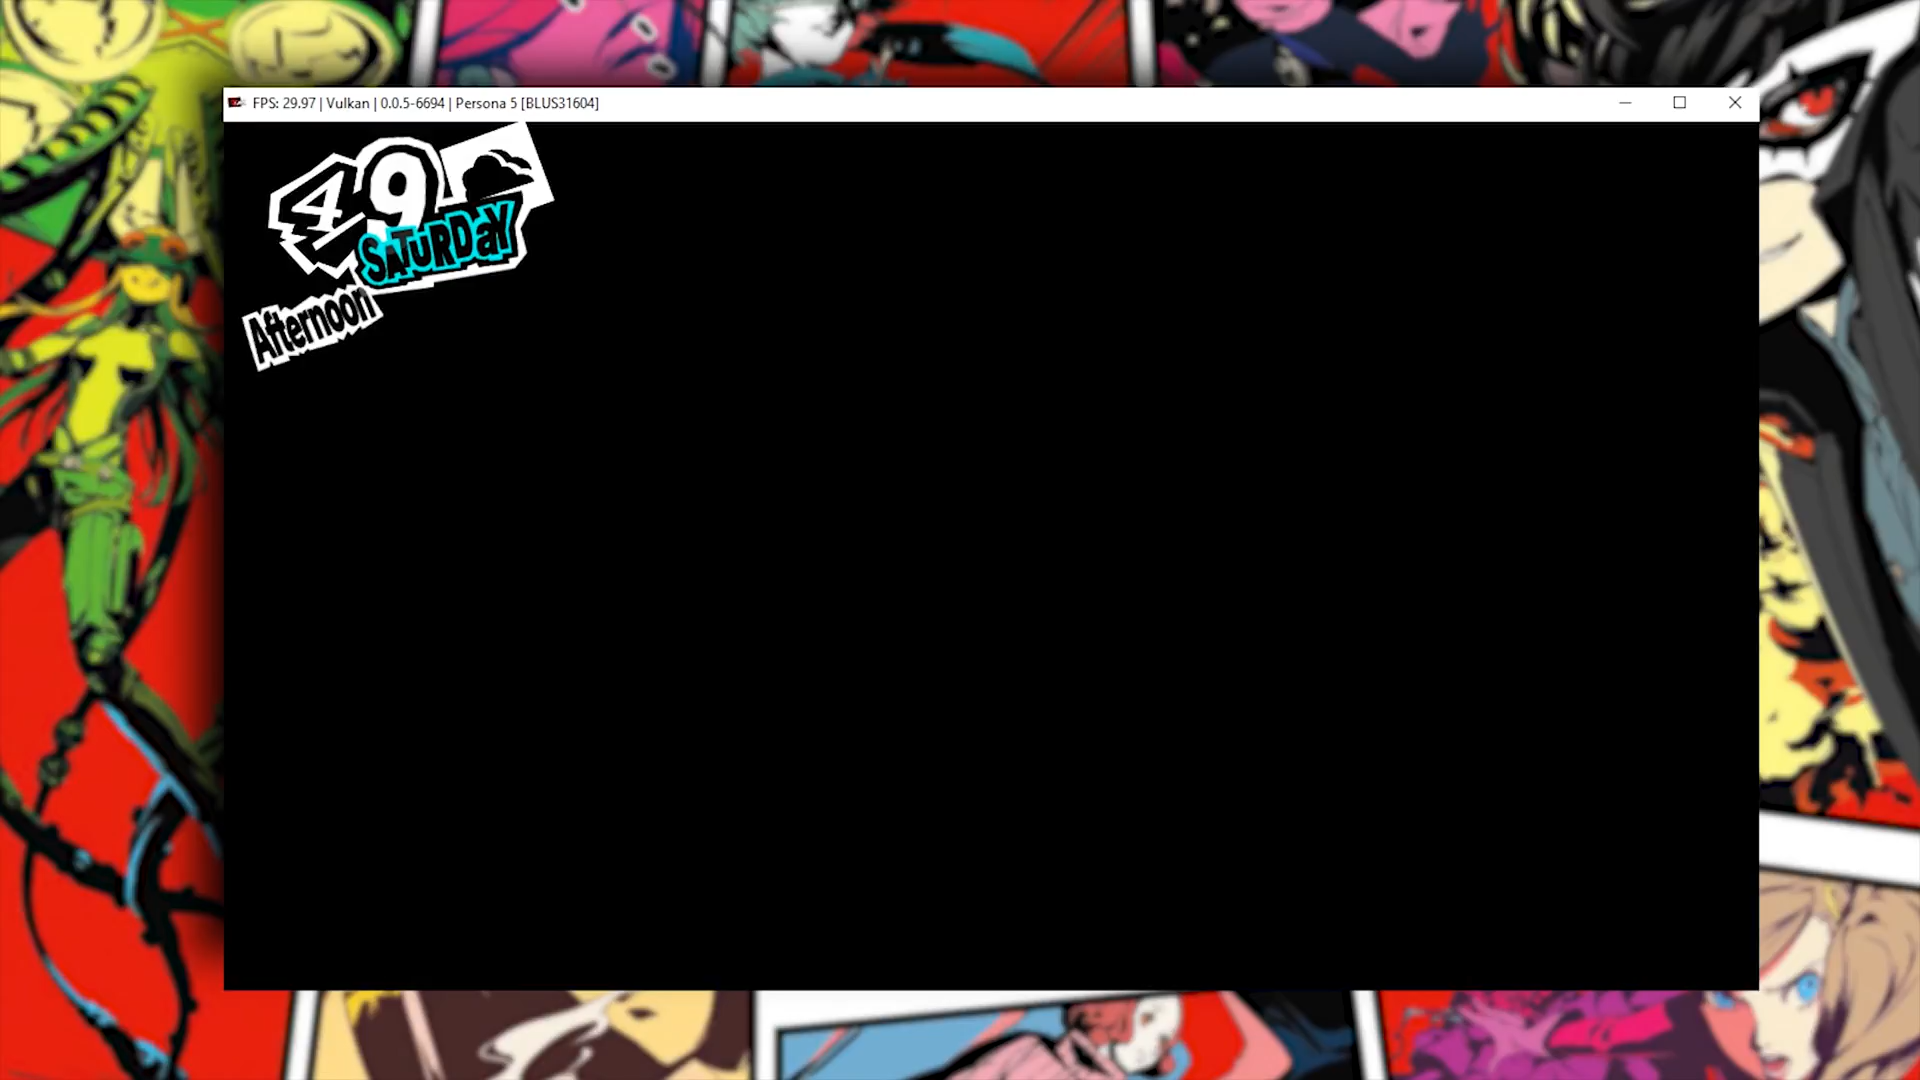 FPS: 29.97 | Vulkan | 0.0.5-6694 | Persona 5 [BLUS31604]
4 9
SATURDaY
Afternoon